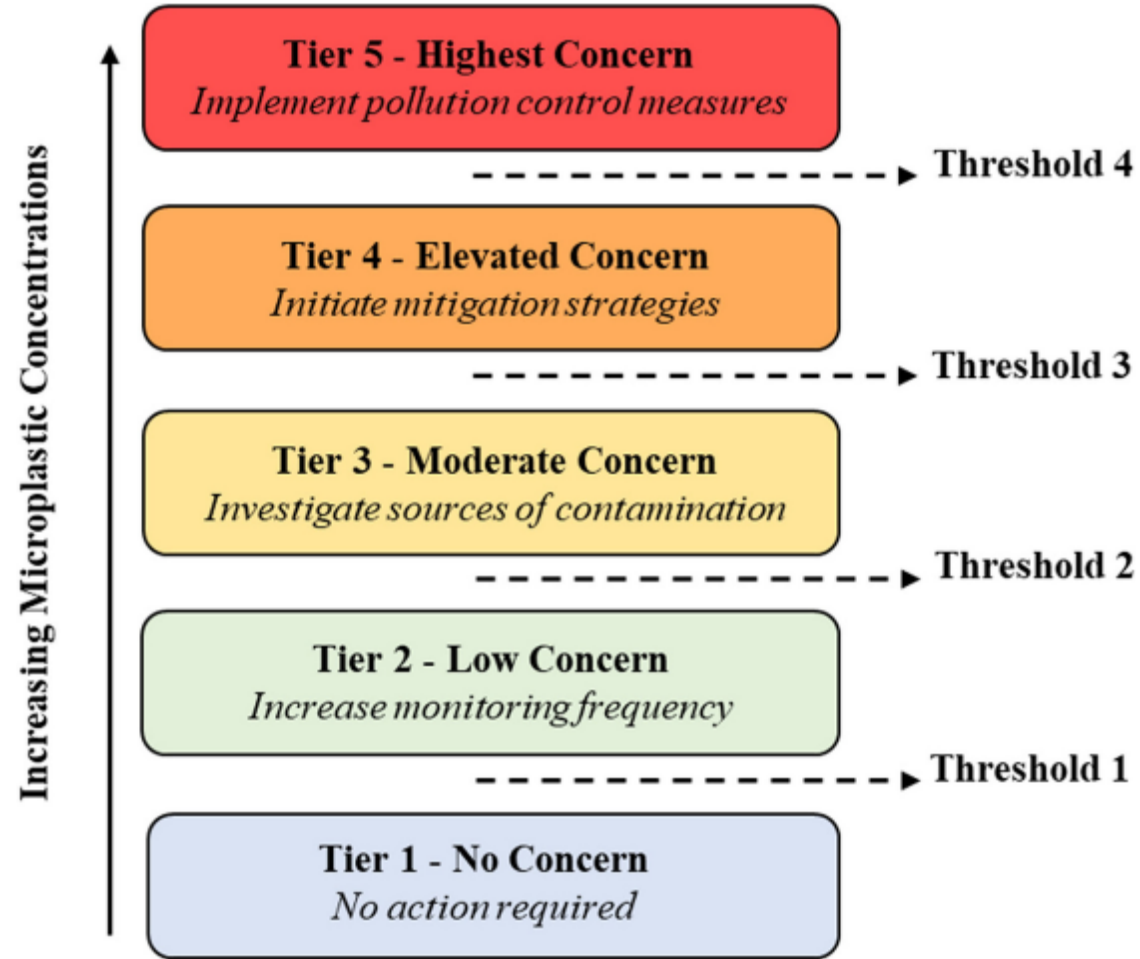 Increasing Microplastic Concentrations
Tier 5 - Highest Concern
Implement pollution control measures
Threshold 4
Tier 4 - Elevated Concern
Initiate mitigation strategies
Threshold 3
Tier 3 - Moderate Concern
Investigate sources of contamination
Threshold 2
Tier 2 - Low Concern
Increase monitoring frequency
Threshold 1
Tier 1 - No Concern
No action required